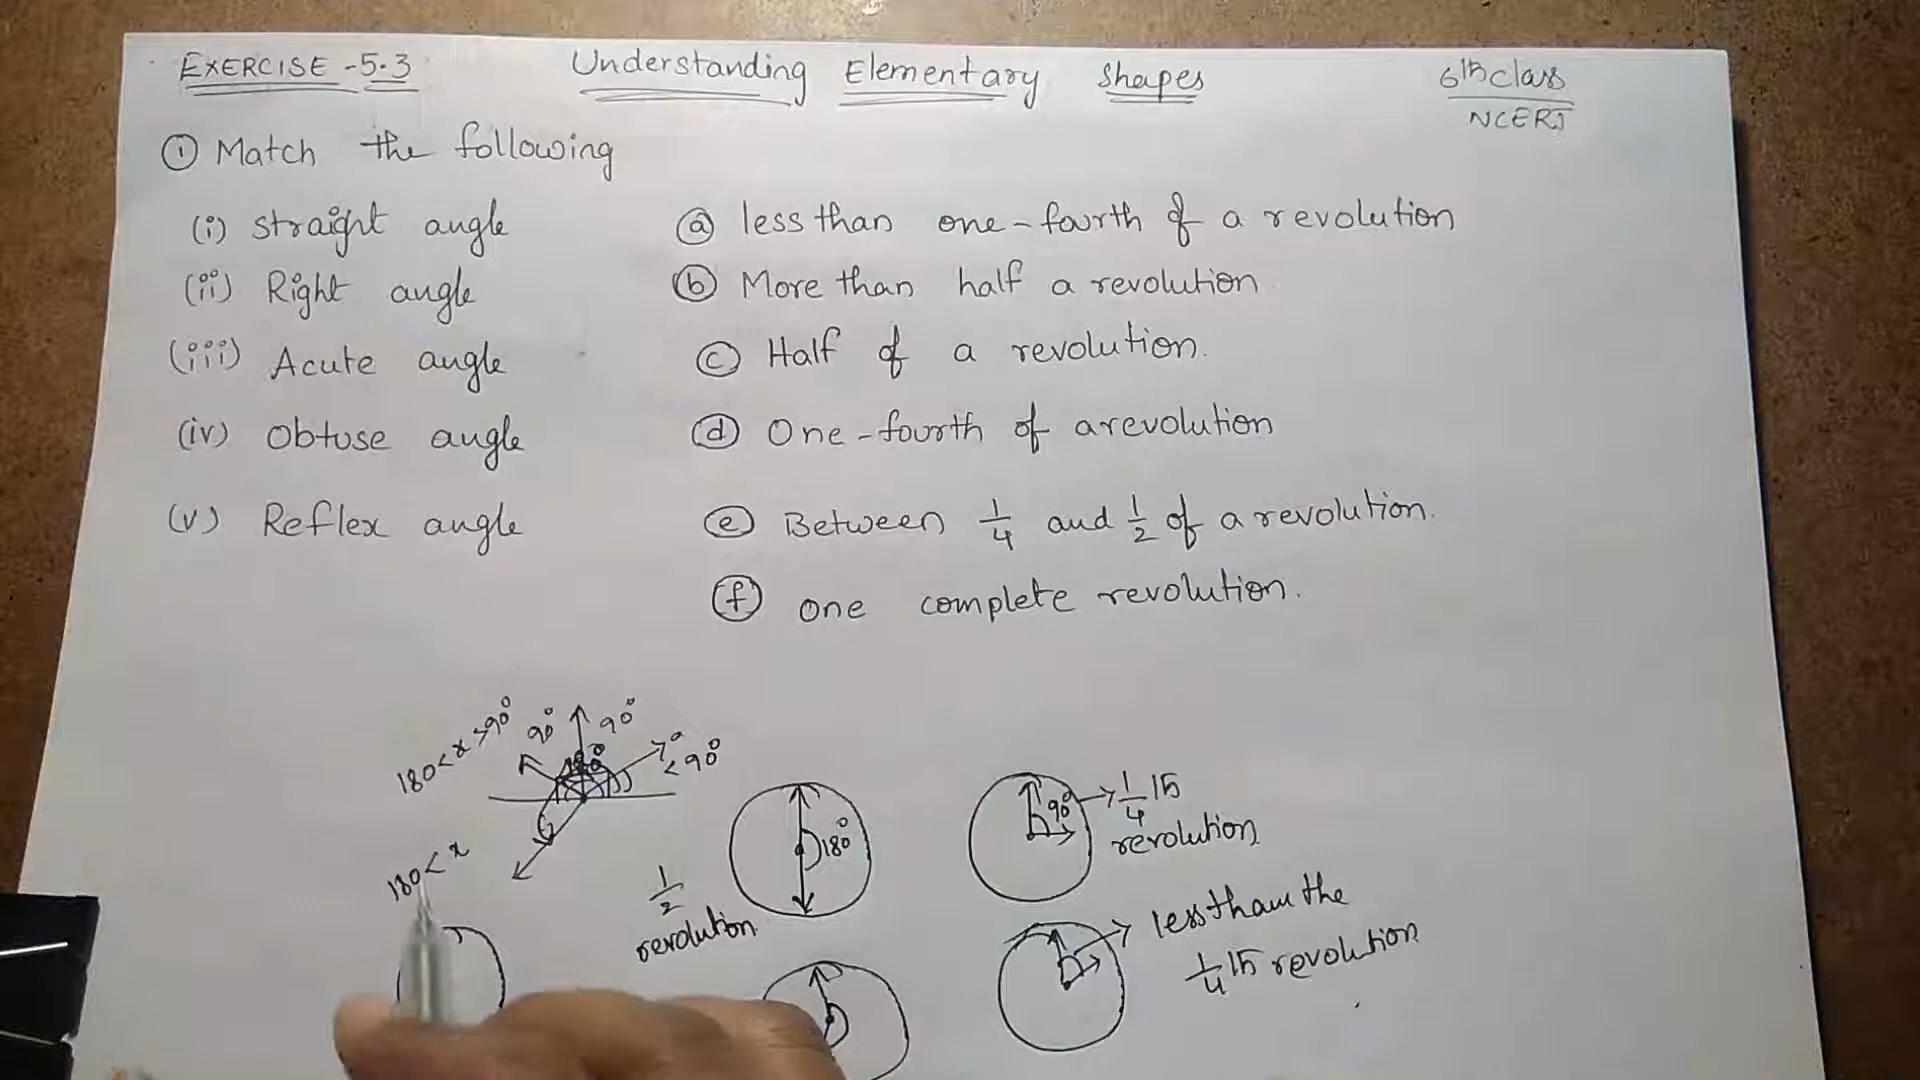 EXERCISE - 5.3 Understanding Elementary Shapes 6th class
NCERT
① Match the following
(i) straight angle ⓐ less than one-fourth of a revolution
(ii) Right angle ⓑ More than half a revolution
(iii) Acute angle ⓒ Half of a revolution.
(iv) Obtuse angle ⓓ One-fourth of a revolution
(v) Reflex angle ⓔ Between 1/4 and 1/2 of a revolution.
ⓕ one complete revolution.
180<x>90° 90° 90°
<90°
180<x
1/2
revolution
180°
90° 1/4 th
revolution
less than the
1/4 th revolution